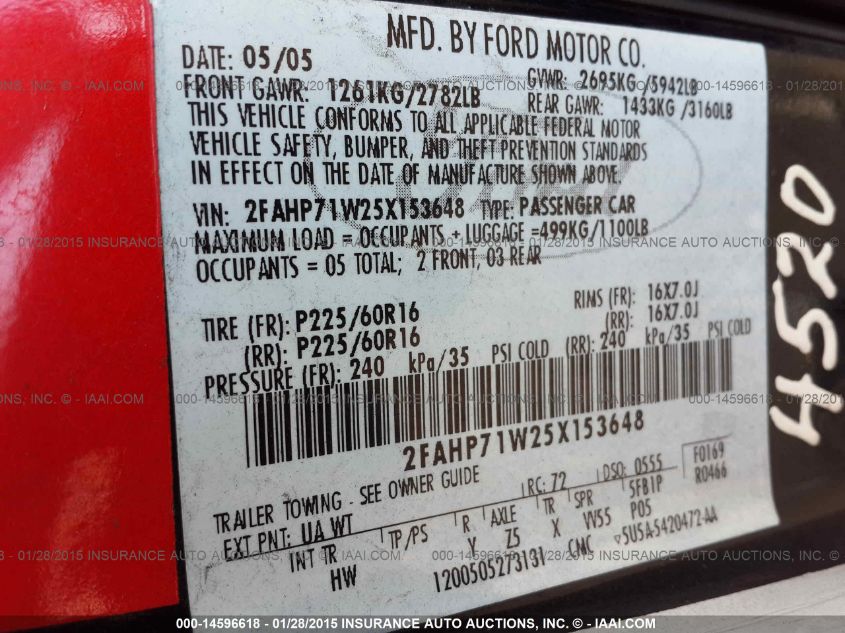 MFD. BY FORD MOTOR CO.
DATE: 05/05
GVWR: 2695KG/5942LB
FRONT GAWR: 1261KG/2782LB
REAR GAWR: 1433KG/3160LB
THIS VEHICLE CONFORMS TO ALL APPLICABLE FEDERAL MOTOR
VEHICLE SAFETY, BUMPER, AND THEFT PREVENTION STANDARDS
IN EFFECT ON THE DATE OF MANUFACTURE SHOWN ABOVE.
VIN: 2FAHP71W25X153648 TYPE: PASSENGER CAR
MAXIMUM LOAD = OCCUPANTS + LUGGAGE =499KG/1100LB
OCCUPANTS = 05 TOTAL; 2 FRONT, 03 REAR
TIRE (FR): P225/60R16 RIMS (FR): 16X7.0J
(RR): P225/60R16 (RR): 16X7.0J
PRESSURE (FR): 240 kPa/35 PSI COLD (RR): 240 kPa/35 PSI COLD
2FAHP71W25X153648
TRAILER TOWING - SEE OWNER GUIDE
RC: 72 DSO: 0555 F0169
R0466
EXT PNT: UA WT
INT TR TP/PS R AXLE TR SPR 5FB1P
HW Y Z5 X VV55 P05
1200505273131 CMC 5U5A-5420472-AA
4520
000-14596618 - 01/28/2015 INSURANCE AUTO AUCTIONS, INC. - IAAI.COM